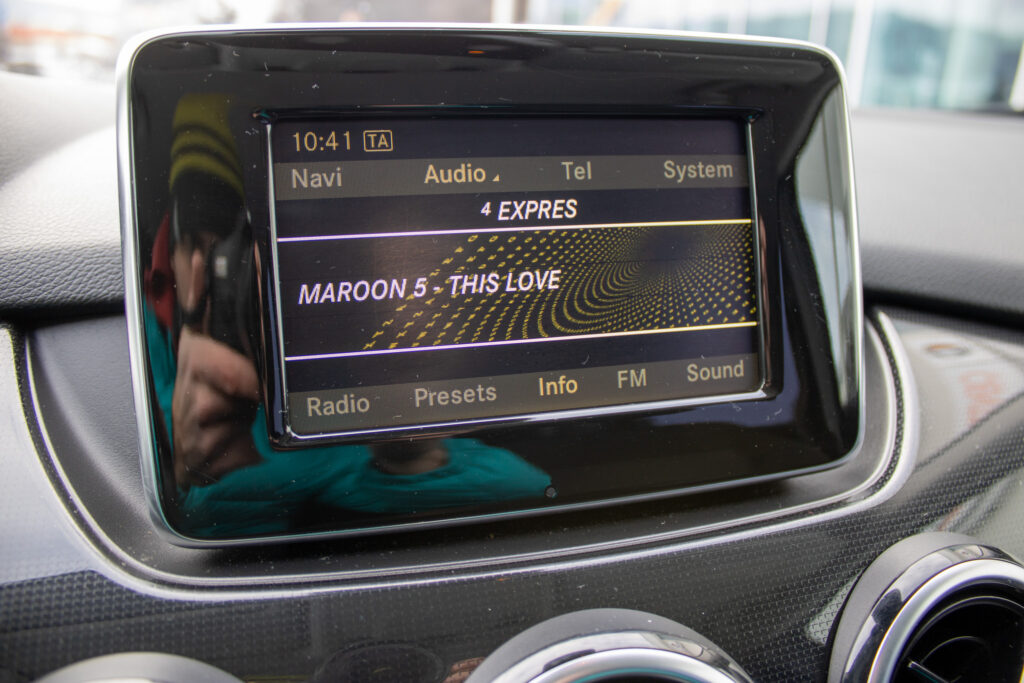 10:41 TA
Navi Audio Tel System
4 EXPRES
MAROON 5 - THIS LOVE
Radio Presets Info FM Sound